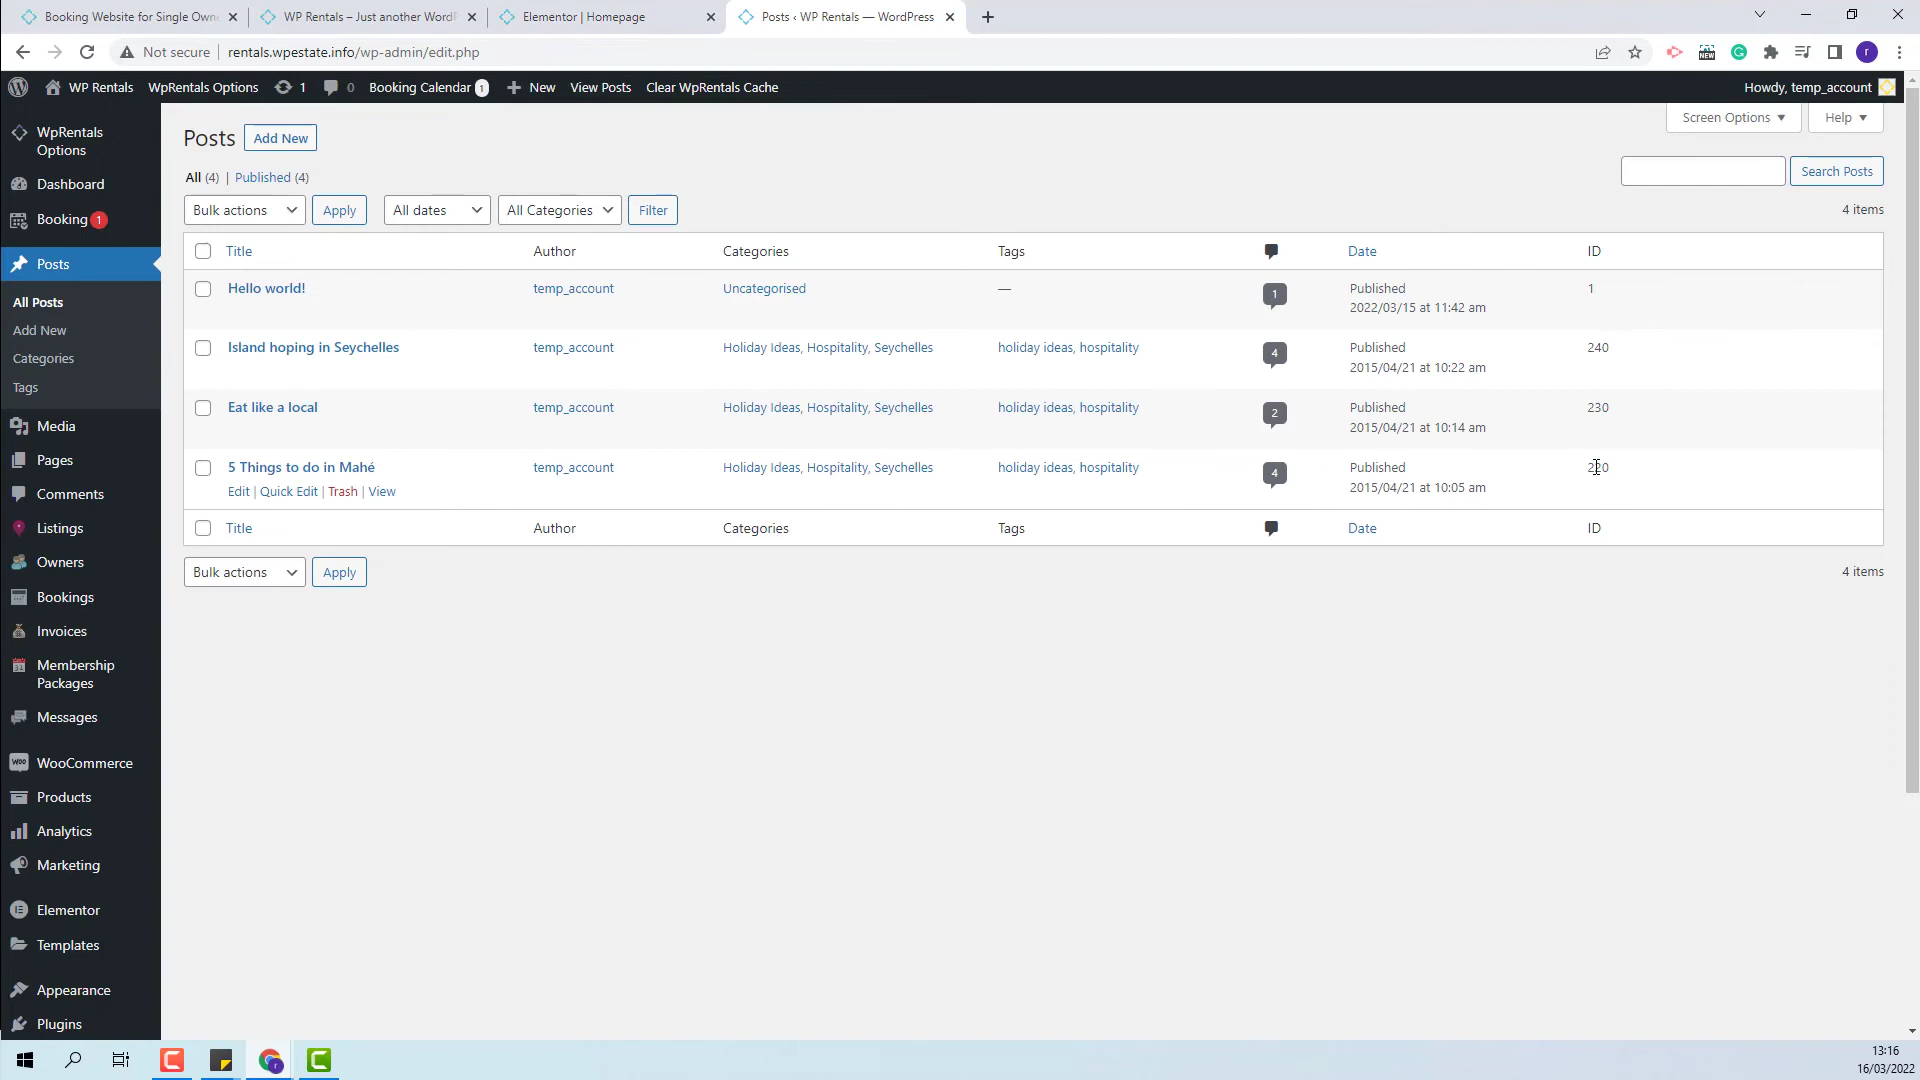 Booking Website for Single Own
WP Rentals – Just another WordP
Elementor | Homepage
Posts ‹ WP Rentals — WordPress
Not secure
rentals.wpestate.info/wp-admin/edit.php
NEW
r
WP Rentals
WpRentals Options
1
0
Booking Calendar 1
New
View Posts
Clear WpRentals Cache
Howdy, temp_account
WpRentals Options
Dashboard
Booking 1
Posts
All Posts
Add New
Categories
Tags
Media
Pages
Comments
Listings
Owners
Bookings
Invoices
Membership Packages
Messages
WooCommerce
Products
Analytics
Marketing
Elementor
Templates
Appearance
Plugins
Posts
Add New
Screen Options
Help
All (4) | Published (4)
Search Posts
Bulk actions
Apply
All dates
All Categories
Filter
4 items
Title Author Categories Tags Date ID
Hello world! temp_account Uncategorised — 1 Published 1
2022/03/15 at 11:42 am
Island hoping in Seychelles temp_account Holiday Ideas, Hospitality, Seychelles holiday ideas, hospitality 4 Published 240
2015/04/21 at 10:22 am
Eat like a local temp_account Holiday Ideas, Hospitality, Seychelles holiday ideas, hospitality 2 Published 230
2015/04/21 at 10:14 am
5 Things to do in Mahé temp_account Holiday Ideas, Hospitality, Seychelles holiday ideas, hospitality 4 Published 220
Edit | Quick Edit | Trash | View 2015/04/21 at 10:05 am
Title Author Categories Tags Date ID
Bulk actions
Apply
4 items
13:16
16/03/2022